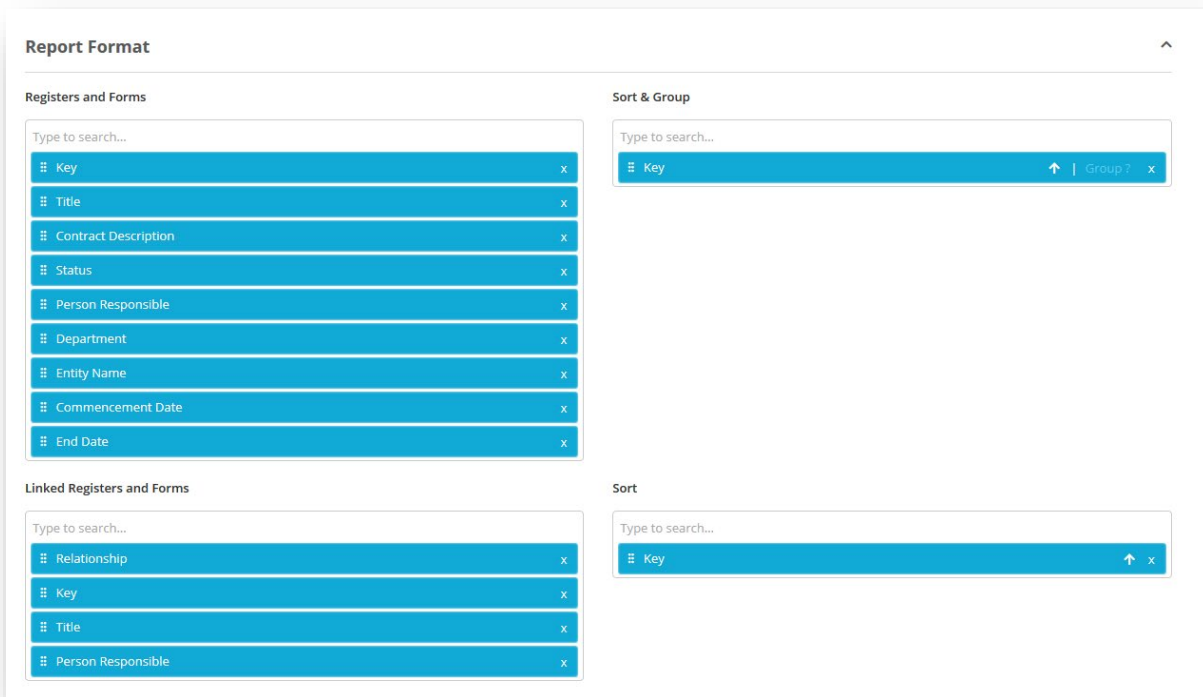 Report Format
Registers and Forms
Type to search...
Key x
Title x
Contract Description x
Status x
Person Responsible x
Department x
Entity Name x
Commencement Date x
End Date x
Sort & Group
Type to search...
Key | Group ? x
Linked Registers and Forms
Type to search...
Relationship x
Key x
Title x
Person Responsible x
Sort
Type to search...
Key x